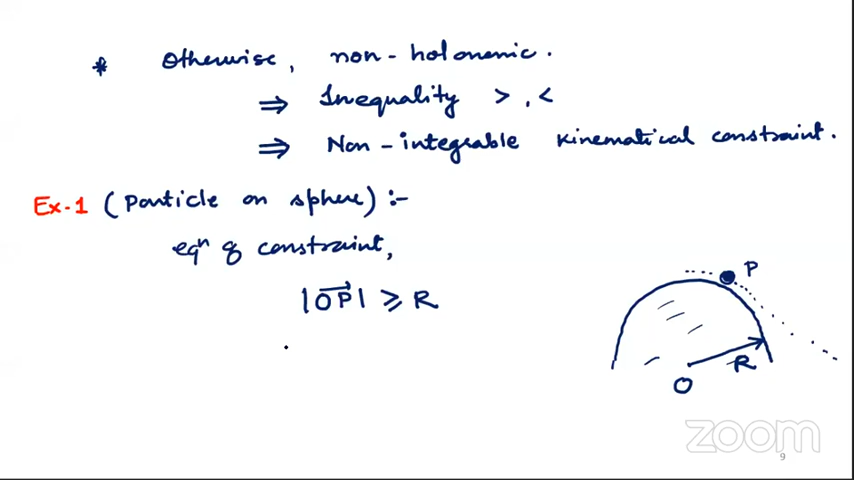 * Otherwise, non-holonomic.
⇒ Inequality >, <
⇒ Non-integrable kinematical constraint.
Ex-1 (Particle on sphere) :-
eqⁿ of constraint,
|OP⃗| ≥ R
P
R
O
zoom
9